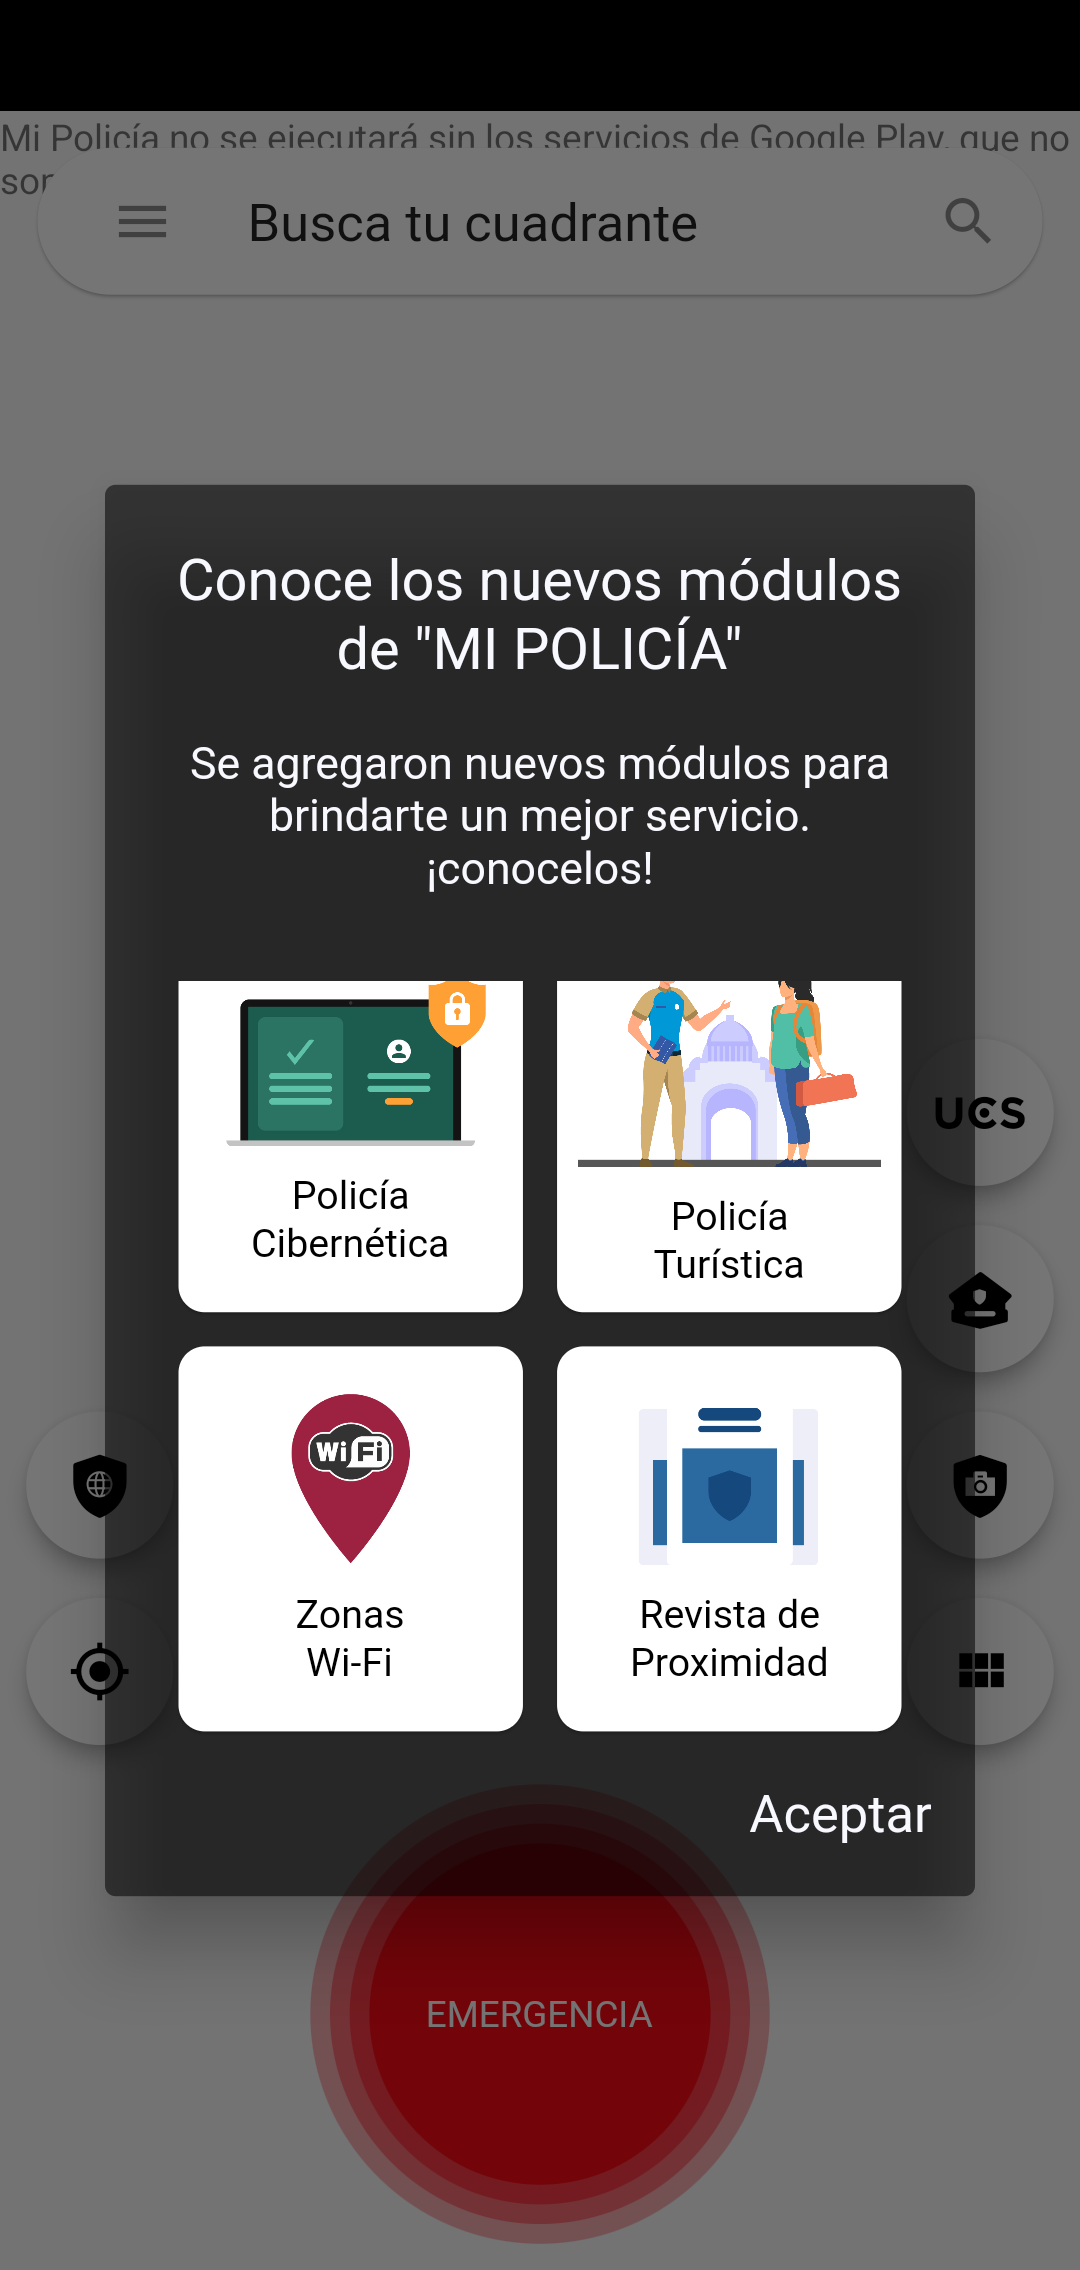 Mi Policía no se ejecutará sin los servicios de Google Play, que no
Busca tu cuadrante
Conoce los nuevos módulos
de "MI POLICÍA"
Se agregaron nuevos módulos para
brindarte un mejor servicio.
¡conocelos!
Policía
Cibernética
Policía
Turística
UCS
Zonas
Wi-Fi
Wi Fi
Revista de
Proximidad
Aceptar
EMERGENCIA